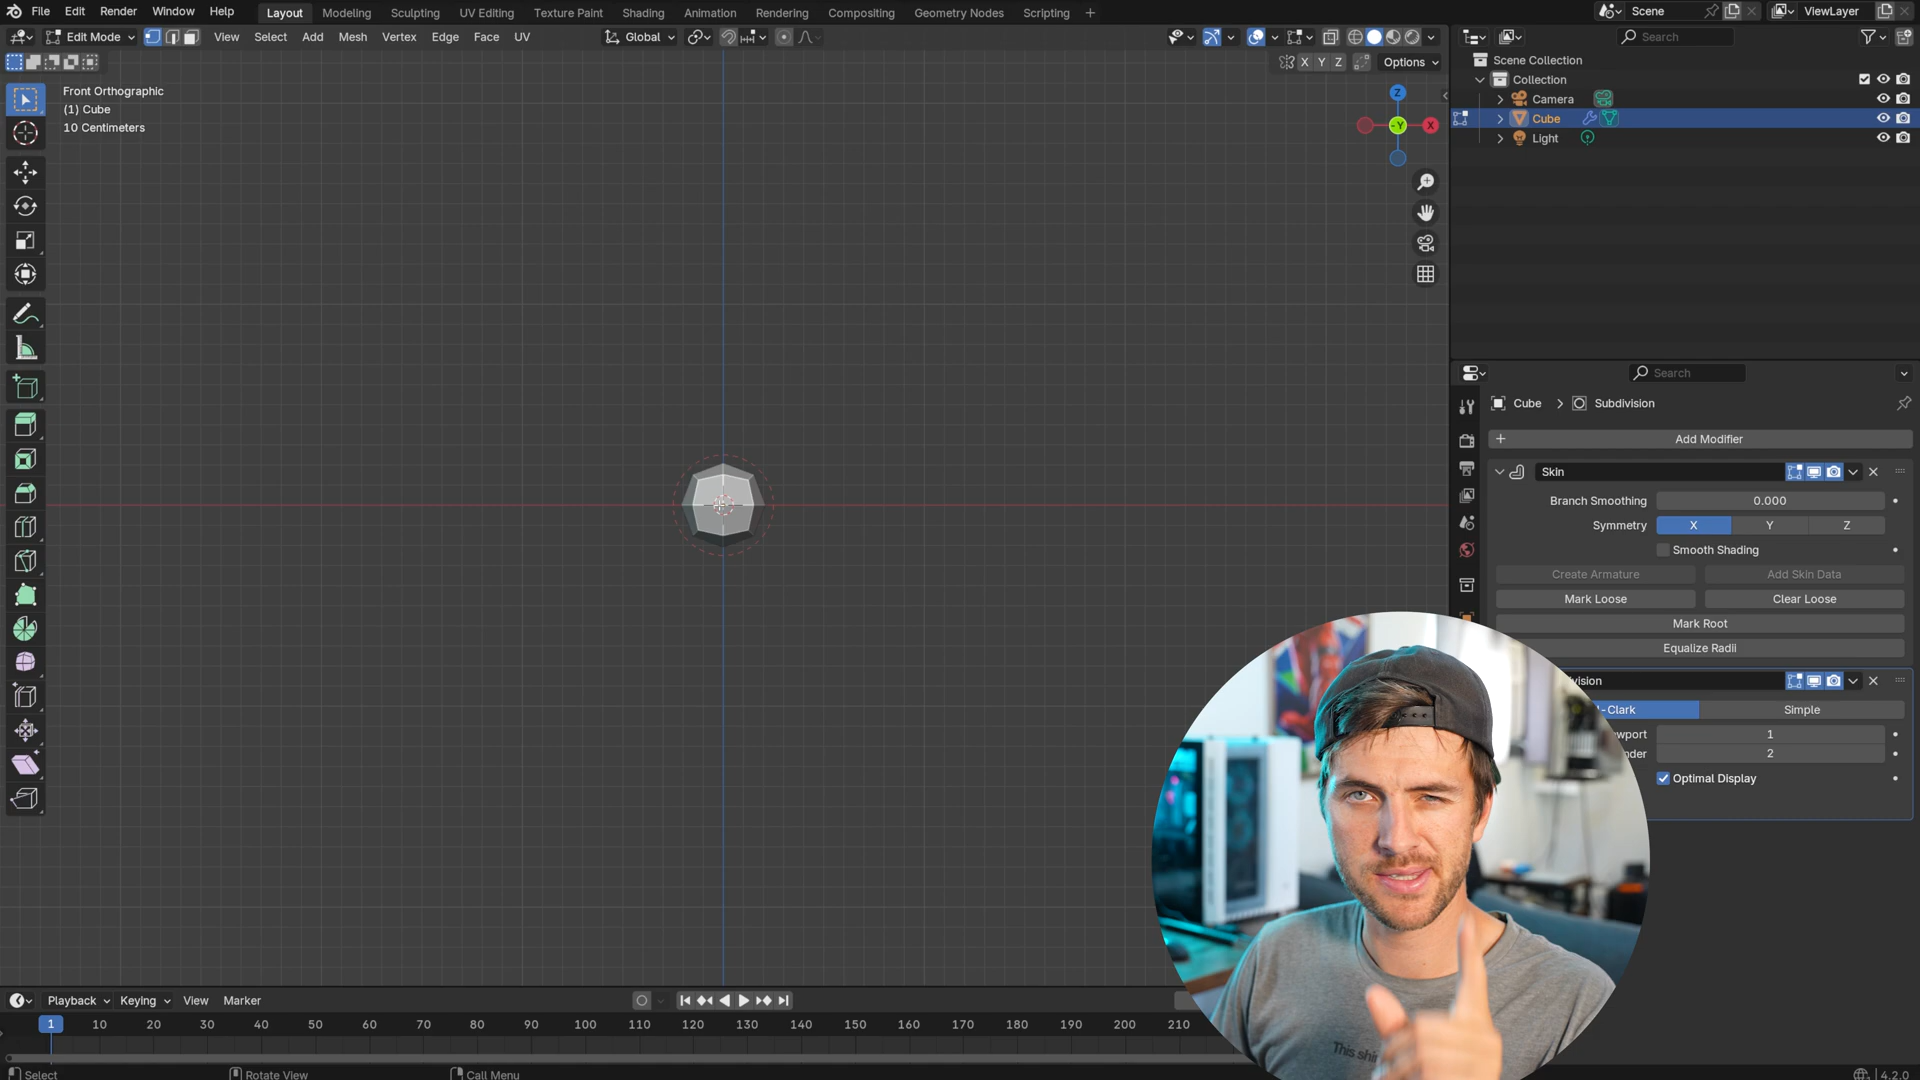 File Edit Render Window Help Layout Modeling Sculpting UV Editing Texture Paint Shading Animation Rendering Compositing Geometry Nodes Scripting + Scene ViewLayer
Edit Mode View Select Add Mesh Vertex Edge Face UV Global Search
X Y Z Options
Front Orthographic
(1) Cube
10 Centimeters
Z
-Y
X
Scene Collection
Collection
Camera
Cube
Light
Search
Cube > Subdivision
+ Add Modifier
Skin
Branch Smoothing 0.000
Symmetry X Y Z
Smooth Shading
Create Armature Add Skin Data
Mark Loose Clear Loose
Mark Root
Equalize Radii
ivision
-Clark Simple
wport 1
nder 2
Optimal Display
This shi
Playback Keying View Marker
1 10 20 30 40 50 60 70 80 90 100 110 120 130 140 150 160 170 180 190 200 210
Select Rotate View Call Menu 4.2.0